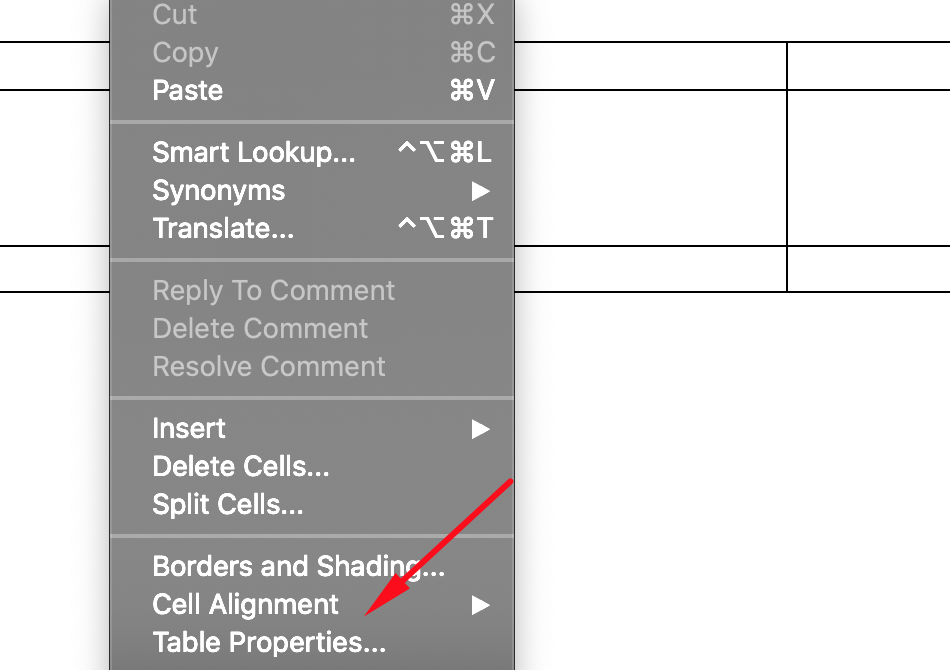 Cut ⌘X
Copy ⌘C
Paste ⌘V
Smart Lookup... ^⌥⌘L
Synonyms ▶
Translate... ^⌥⌘T
Reply To Comment
Delete Comment
Resolve Comment
Insert ▶
Delete Cells...
Split Cells...
Borders and Shading...
Cell Alignment ▶
Table Properties...